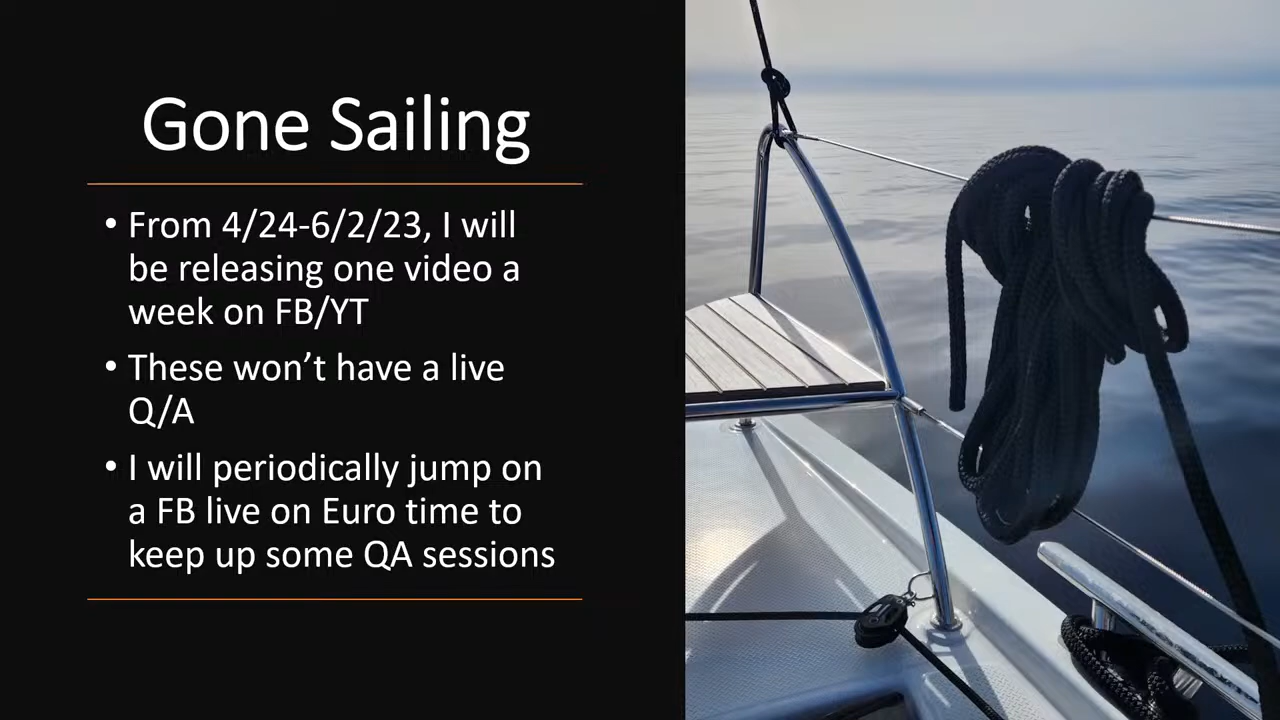 Gone Sailing
• From 4/24-6/2/23, I will
be releasing one video a
week on FB/YT
• These won’t have a live
Q/A
• I will periodically jump on
a FB live on Euro time to
keep up some QA sessions